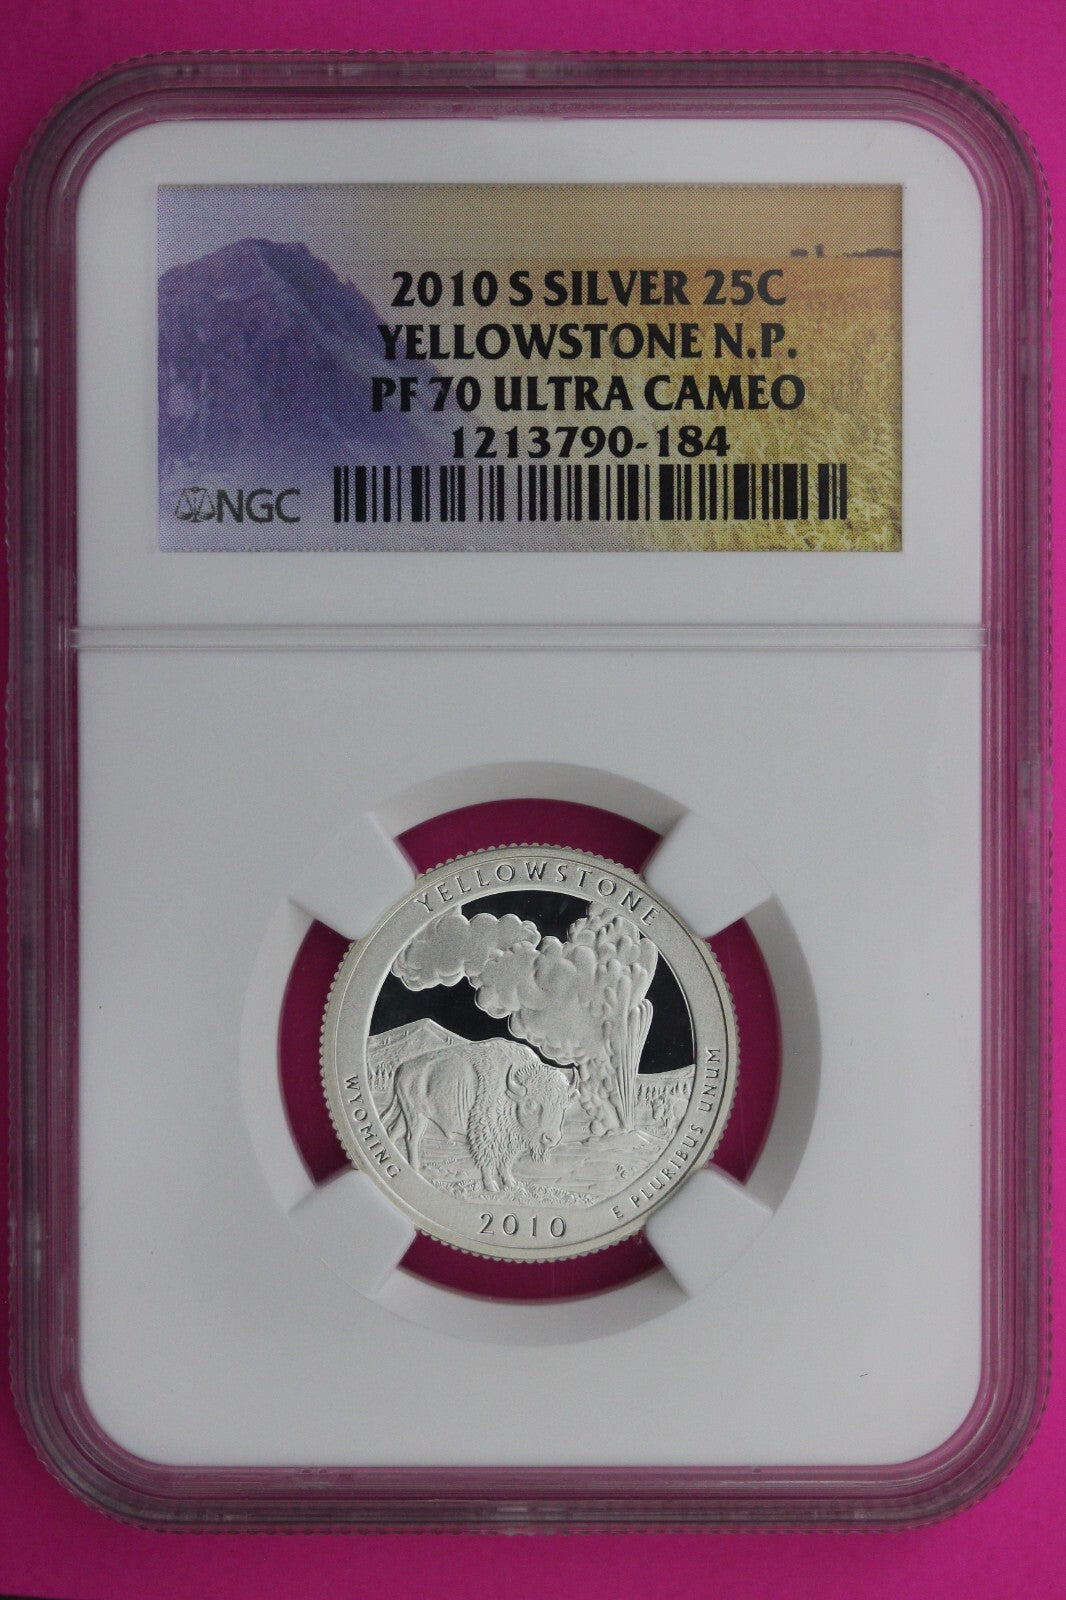 2010 S SILVER 25C
YELLOWSTONE N.P.
PF 70 ULTRA CAMEO
1213790-184
NGC
YELLOWSTONE
WYOMING
2010
E PLURIBUS UNUM